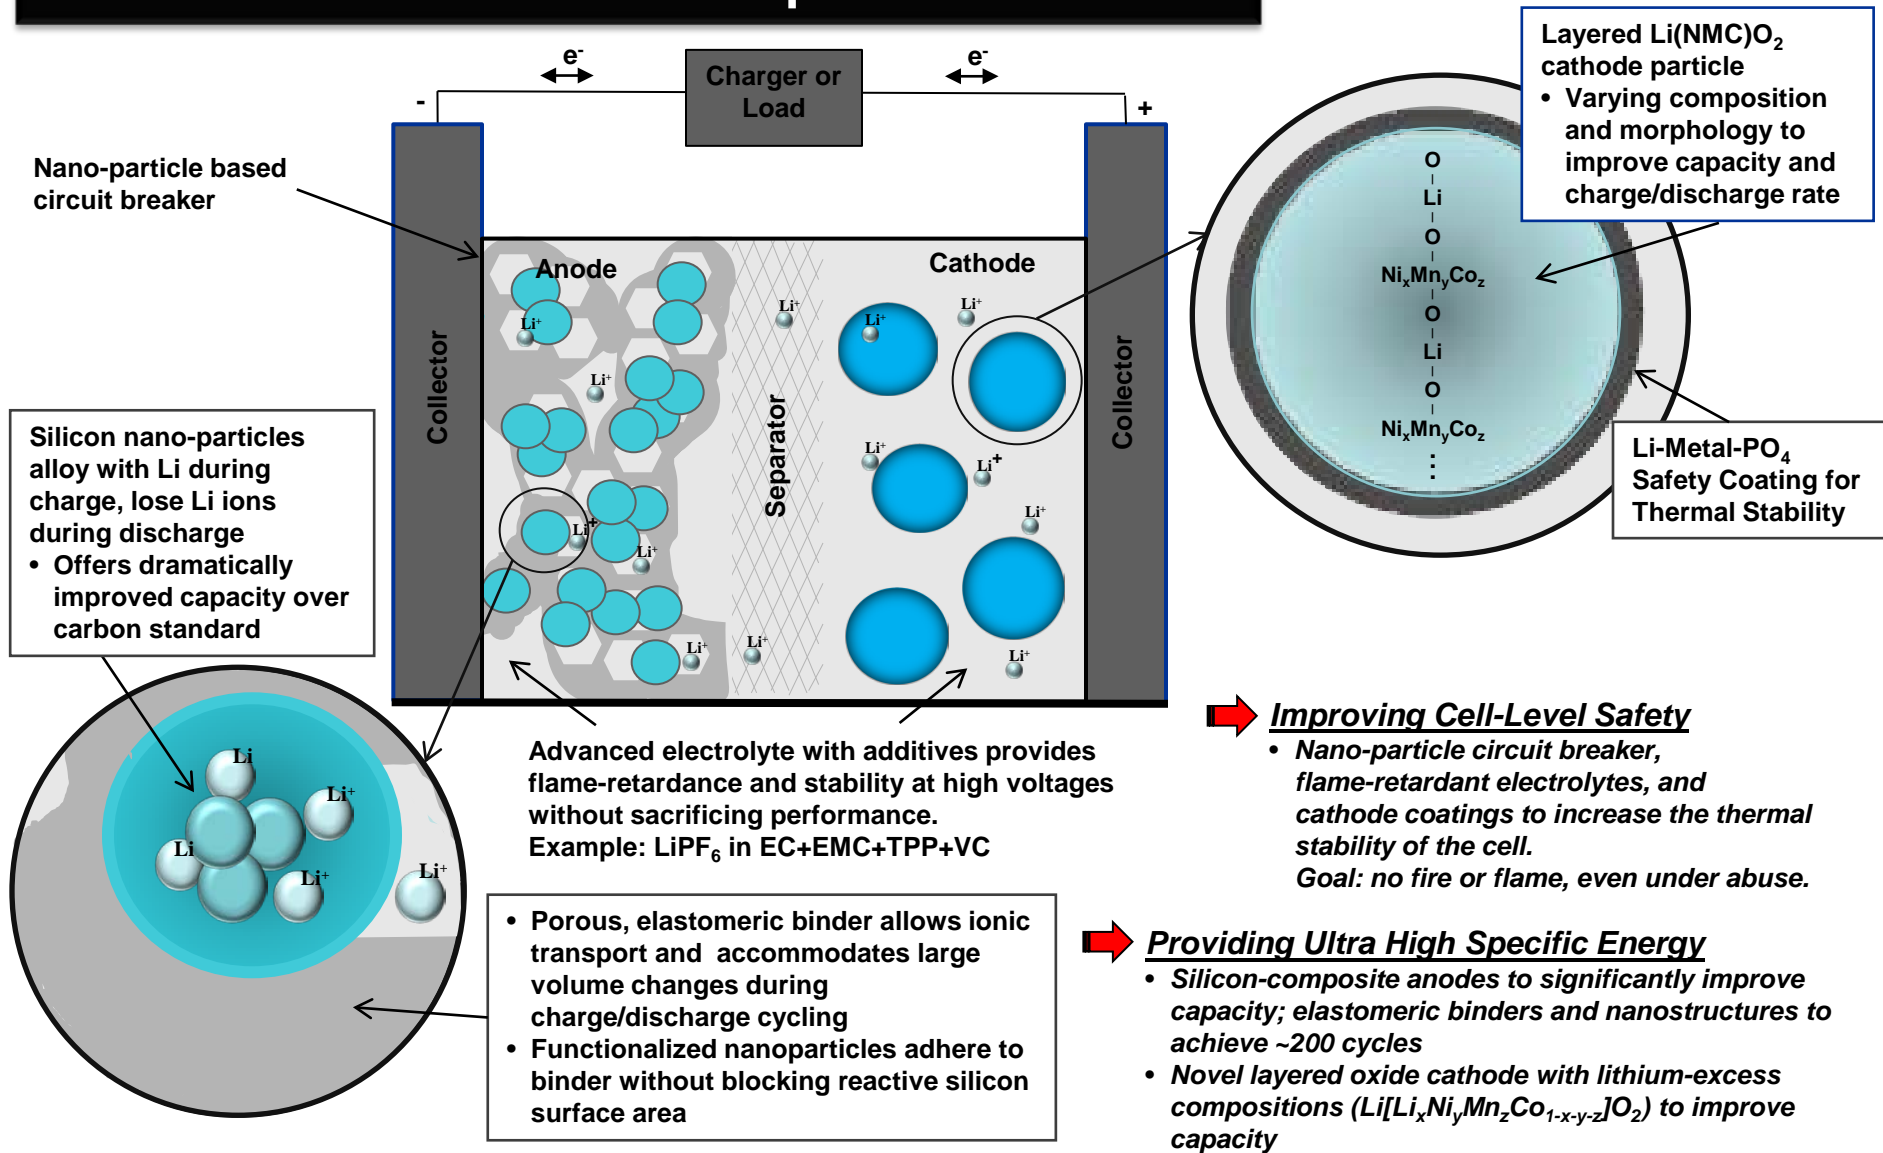 e-
e-
Charger or
Load
-
+
Layered Li(NMC)O2
cathode particle
• Varying composition
and morphology to
improve capacity and
charge/discharge rate
Nano-particle based
circuit breaker
Anode
Cathode
Collector
Separator
Collector
Li+
Li+
Li+
Li+
Li+
Li+
Li+
Li+
Li+
Li+
Li+
Li+
Li+
O
Li
O
NixMnyCoz
O
Li
O
NixMnyCoz
Li-Metal-PO4
Safety Coating for
Thermal Stability
Silicon nano-particles
alloy with Li during
charge, lose Li ions
during discharge
• Offers dramatically
improved capacity over
carbon standard
Li
Li+
Li
Li+
Li+
Advanced electrolyte with additives provides
flame-retardance and stability at high voltages
without sacrificing performance.
Example: LiPF6 in EC+EMC+TPP+VC
• Porous, elastomeric binder allows ionic
transport and accommodates large
volume changes during
charge/discharge cycling
• Functionalized nanoparticles adhere to
binder without blocking reactive silicon
surface area
Improving Cell-Level Safety
• Nano-particle circuit breaker,
flame-retardant electrolytes, and
cathode coatings to increase the thermal
stability of the cell.
Goal: no fire or flame, even under abuse.
Providing Ultra High Specific Energy
• Silicon-composite anodes to significantly improve
capacity; elastomeric binders and nanostructures to
achieve ~200 cycles
• Novel layered oxide cathode with lithium-excess
compositions (Li[LixNiyMnzCo1-x-y-z]O2) to improve
capacity